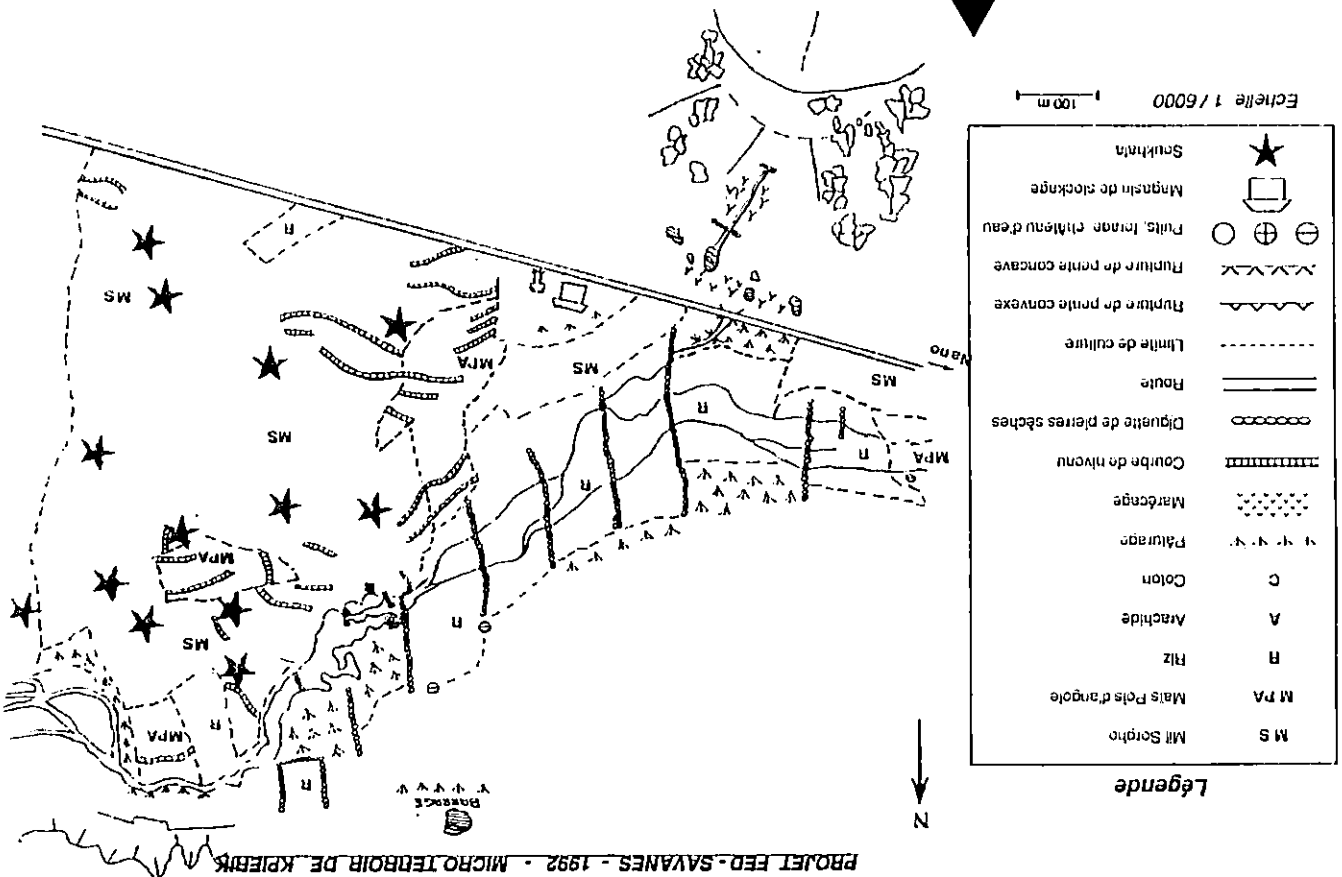 PROJET FED-SAVANES - 1992 - MICRO TERROIR DE KPIERIK
BARRAGE
N
R
MPA
R
MS
R
MPA
MS
R
R
MPA
R
MS
MS
MPA
MS
MS
R
Nano
Légende
M S Mil Sorgho
M PA Maïs Pois d'angole
R Riz
A Arachide
C Coton
Pâturage
Marécage
Courbe de niveau
Diguette de pierres sèches
Route
Limite de culture
Rupture de pente convexe
Rupture de pente concave
Puits, forage, château d'eau
Magasin de stockage
Soukhala
Echelle 1/6000
100 m